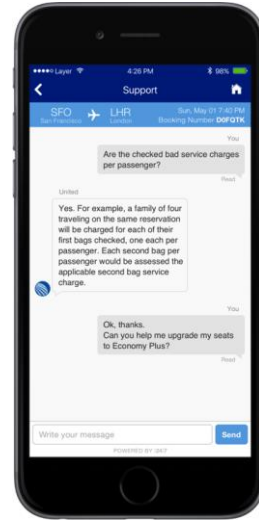 Layer 4:26 PM 98%
Support
SFO LHR Sun, May 01 7:40 PM
San Francisco London Booking Number D0FQTK
You
Are the checked bad service charges
per passenger?
Read
United
Yes. For example, a family of four
traveling on the same reservation
will be charged for each of their
first bags checked, one each per
passenger. Each second bag per
passenger would be assessed the
applicable second bag service
charge.
You
Ok, thanks.
Can you help me upgrade my seats
to Economy Plus?
Read
Write your message Send
POWERED BY